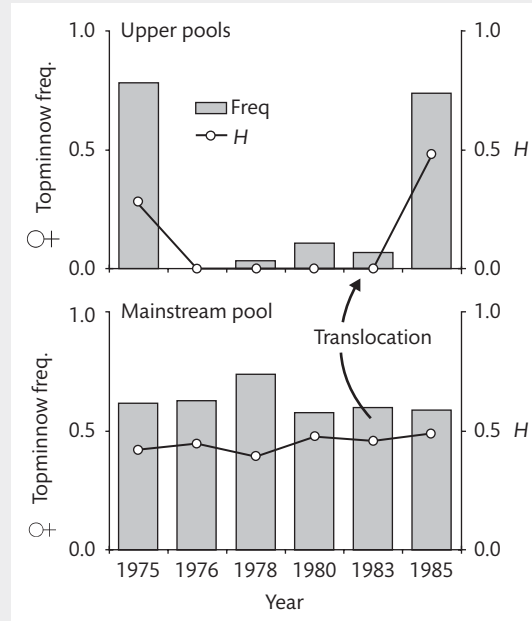 Upper pools
1.0
0.5
0.0
♀ Topminnow freq.
Freq
H
1.0
0.5
0.0
H
Mainstream pool
Translocation
1.0
0.5
0.0
♀ Topminnow freq.
1.0
0.5
0.0
H
1975 1976 1978 1980 1983 1985
Year